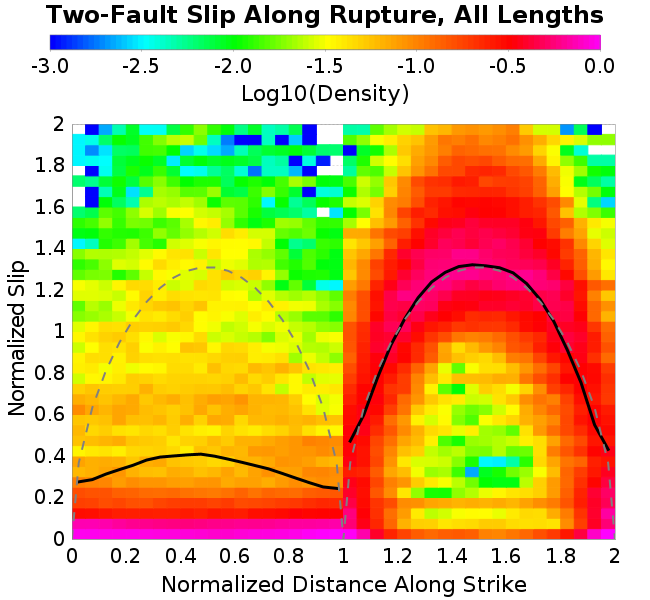 Two-Fault Slip Along Rupture, All Lengths
-3.0 -2.5 -2.0 -1.5 -1.0 -0.5 0.0
Log10(Density)
2
1.8
1.6
1.4
1.2
1
0.8
0.6
0.4
0.2
0
Normalized Slip
0 0.2 0.4 0.6 0.8 1 1.2 1.4 1.6 1.8 2
Normalized Distance Along Strike